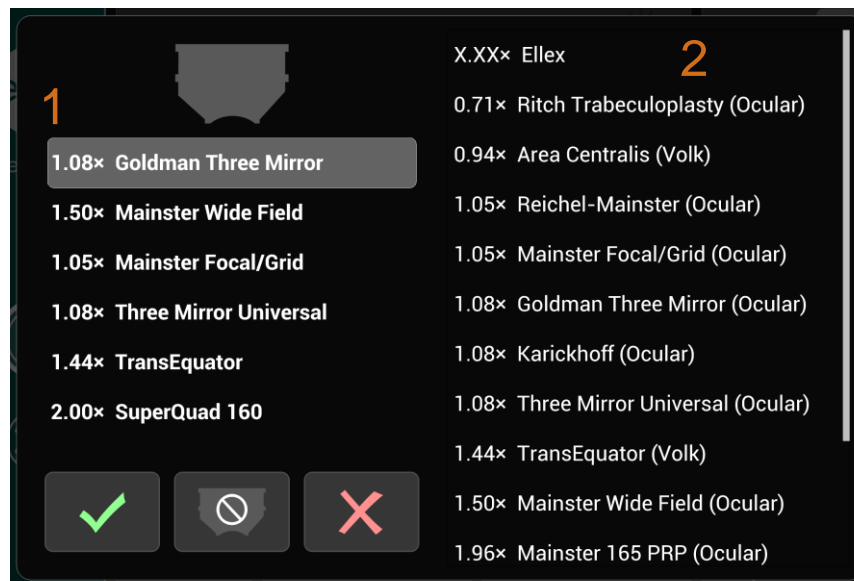 1
1.08× Goldman Three Mirror
1.50× Mainster Wide Field
1.05× Mainster Focal/Grid
1.08× Three Mirror Universal
1.44× TransEquator
2.00× SuperQuad 160
2
X.XX× Ellex
0.71× Ritch Trabeculoplasty (Ocular)
0.94× Area Centralis (Volk)
1.05× Reichel-Mainster (Ocular)
1.05× Mainster Focal/Grid (Ocular)
1.08× Goldman Three Mirror (Ocular)
1.08× Karickhoff (Ocular)
1.08× Three Mirror Universal (Ocular)
1.44× TransEquator (Volk)
1.50× Mainster Wide Field (Ocular)
1.96× Mainster 165 PRP (Ocular)